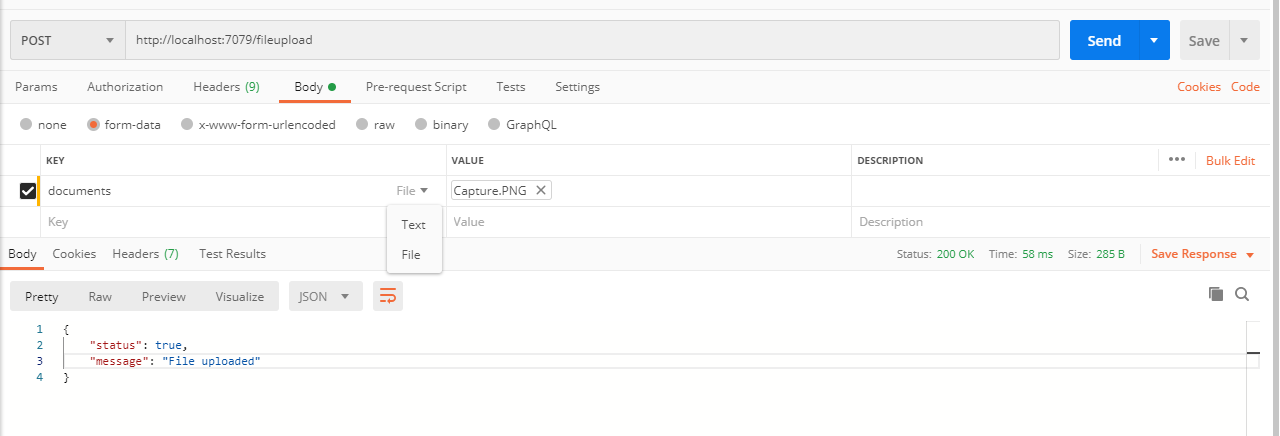 POST http://localhost:7079/fileupload Send Save
Params Authorization Headers (9) Body Pre-request Script Tests Settings Cookies Code
none form-data x-www-form-urlencoded raw binary GraphQL
KEY VALUE DESCRIPTION ••• Bulk Edit
documents File Capture.PNG
Key Value Description
Text
File
Body Cookies Headers (7) Test Results Status: 200 OK Time: 58 ms Size: 285 B Save Response
Pretty Raw Preview Visualize JSON
1 {
2 "status": true,
3 "message": "File uploaded"
4 }